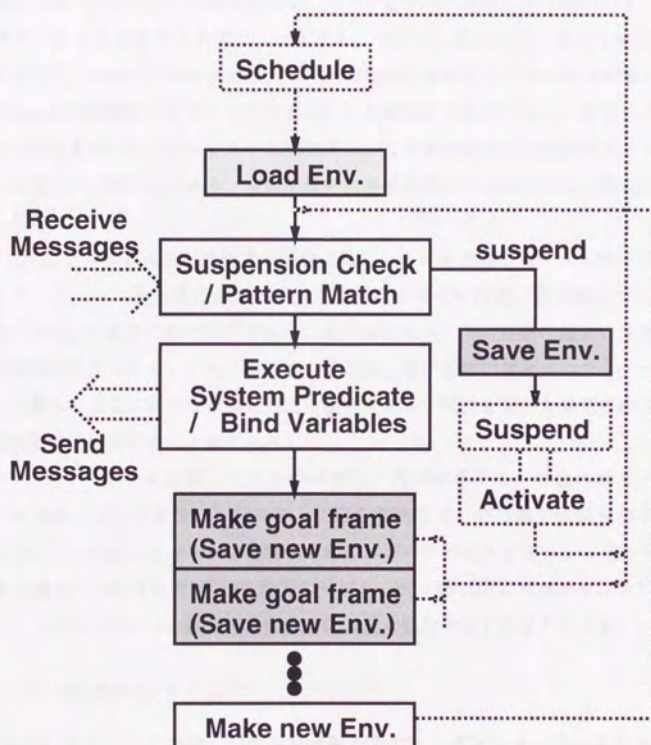 Schedule
Load Env.
Receive
Messages
Suspension Check
/ Pattern Match
suspend
Save Env.
Execute
System Predicate
/ Bind Variables
Send
Messages
Suspend
Activate
Make goal frame
(Save new Env.)
Make goal frame
(Save new Env.)
Make new Env.